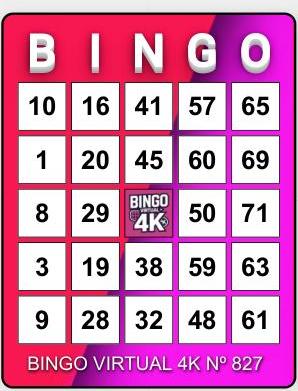 B I N G O
10 16 41 57 65
1 20 45 60 69
8 29 BINGO VIRTUAL 4K 50 71
3 19 38 59 63
9 28 32 48 61
BINGO VIRTUAL 4K Nº 827